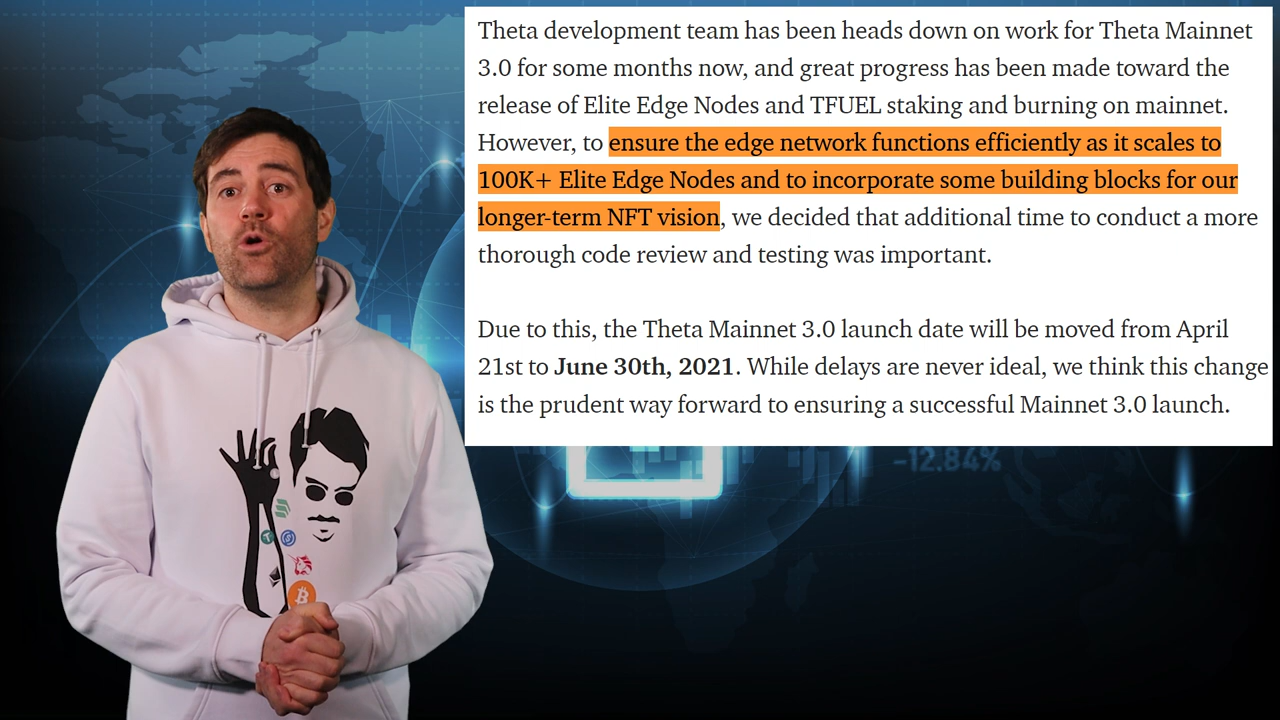 Theta development team has been heads down on work for Theta Mainnet
3.0 for some months now, and great progress has been made toward the
release of Elite Edge Nodes and TFUEL staking and burning on mainnet.
However, to ensure the edge network functions efficiently as it scales to
100K+ Elite Edge Nodes and to incorporate some building blocks for our
longer-term NFT vision, we decided that additional time to conduct a more
thorough code review and testing was important.
Due to this, the Theta Mainnet 3.0 launch date will be moved from April
21st to June 30th, 2021. While delays are never ideal, we think this change
is the prudent way forward to ensuring a successful Mainnet 3.0 launch.
-12.84%